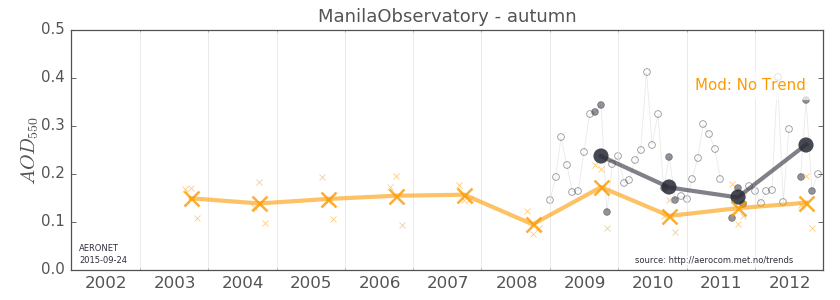 ManilaObservatory - autumn
0.5
0.4
0.3
0.2
0.1
0.0
AOD550
Mod: No Trend
AERONET
2015-09-24
source: http://aerocom.met.no/trends
2002 2003 2004 2005 2006 2007 2008 2009 2010 2011 2012